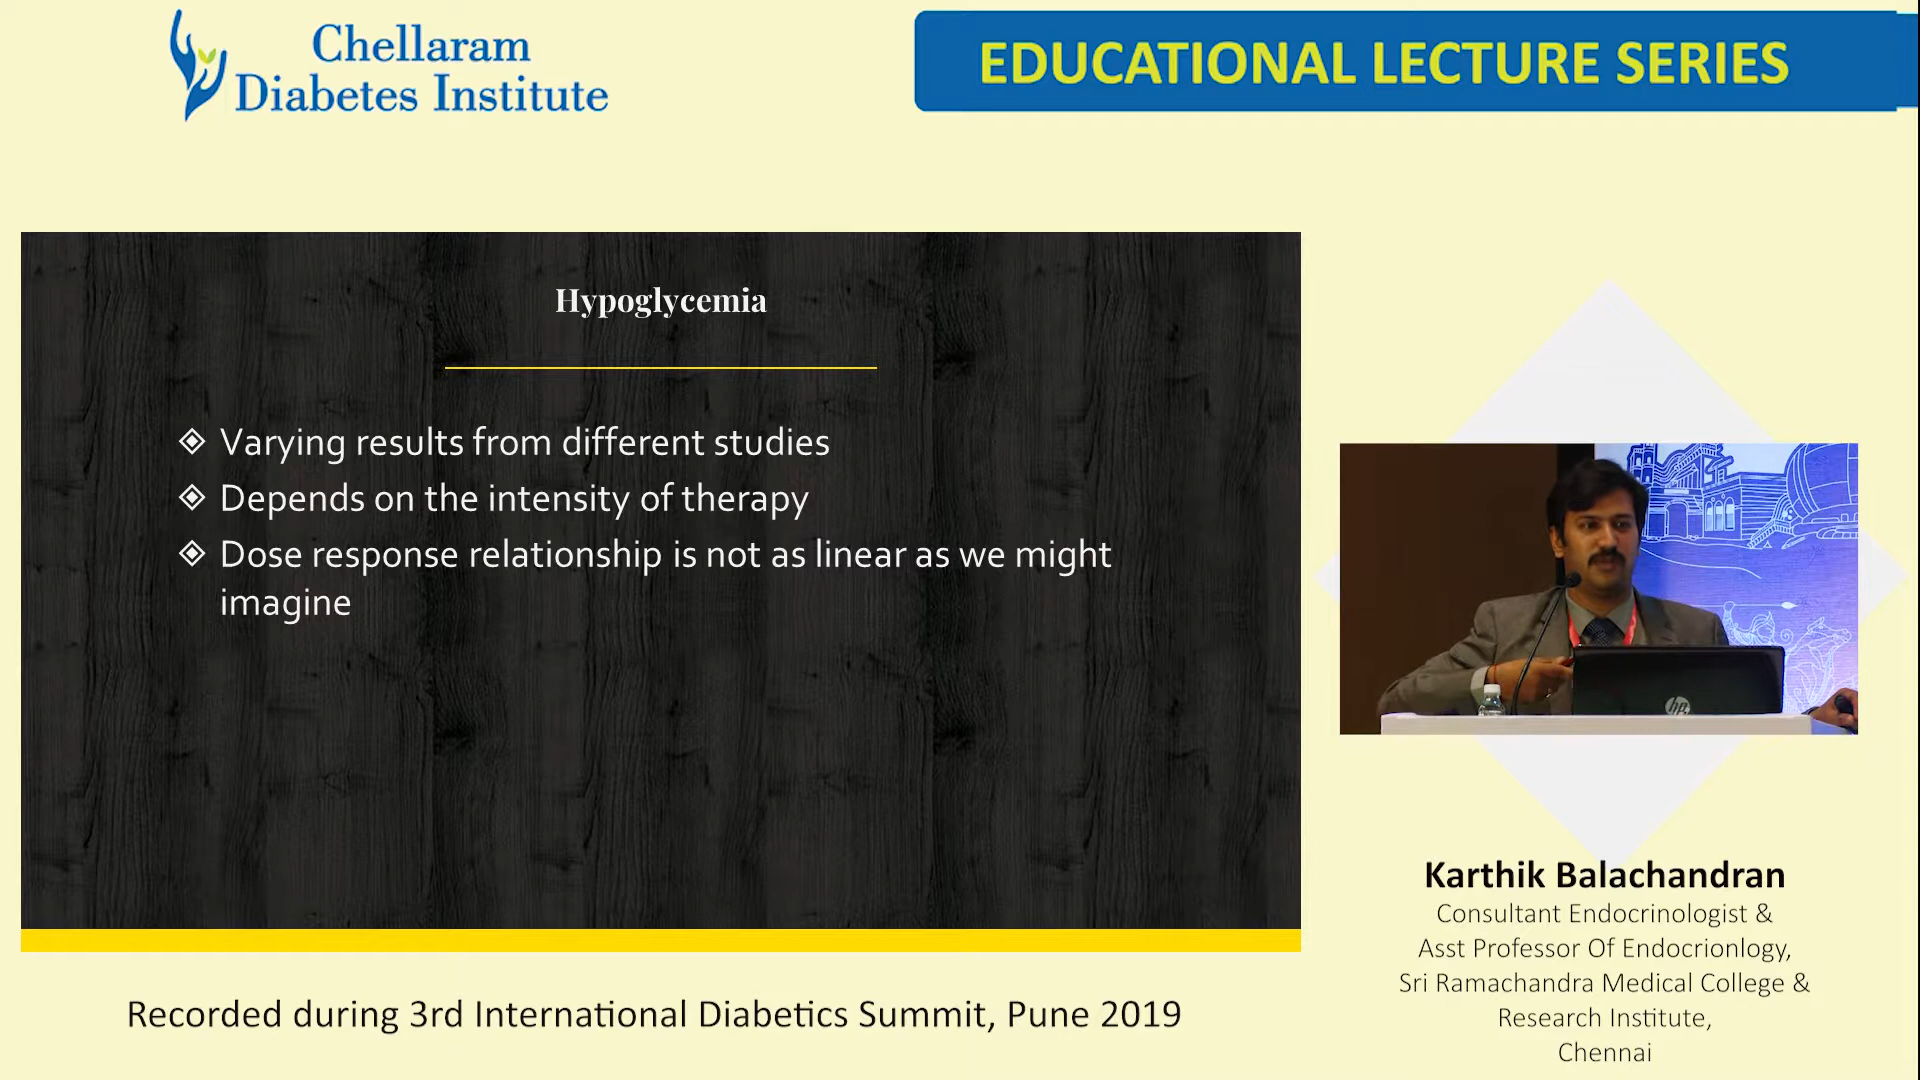 Chellaram
Diabetes Institute
EDUCATIONAL LECTURE SERIES
Hypoglycemia
Varying results from different studies
Depends on the intensity of therapy
Dose response relationship is not as linear as we might
imagine
hp
Karthik Balachandran
Consultant Endocrinologist &
Asst Professor Of Endocrionlogy,
Sri Ramachandra Medical College &
Research Institute,
Chennai
Recorded during 3rd International Diabetics Summit, Pune 2019